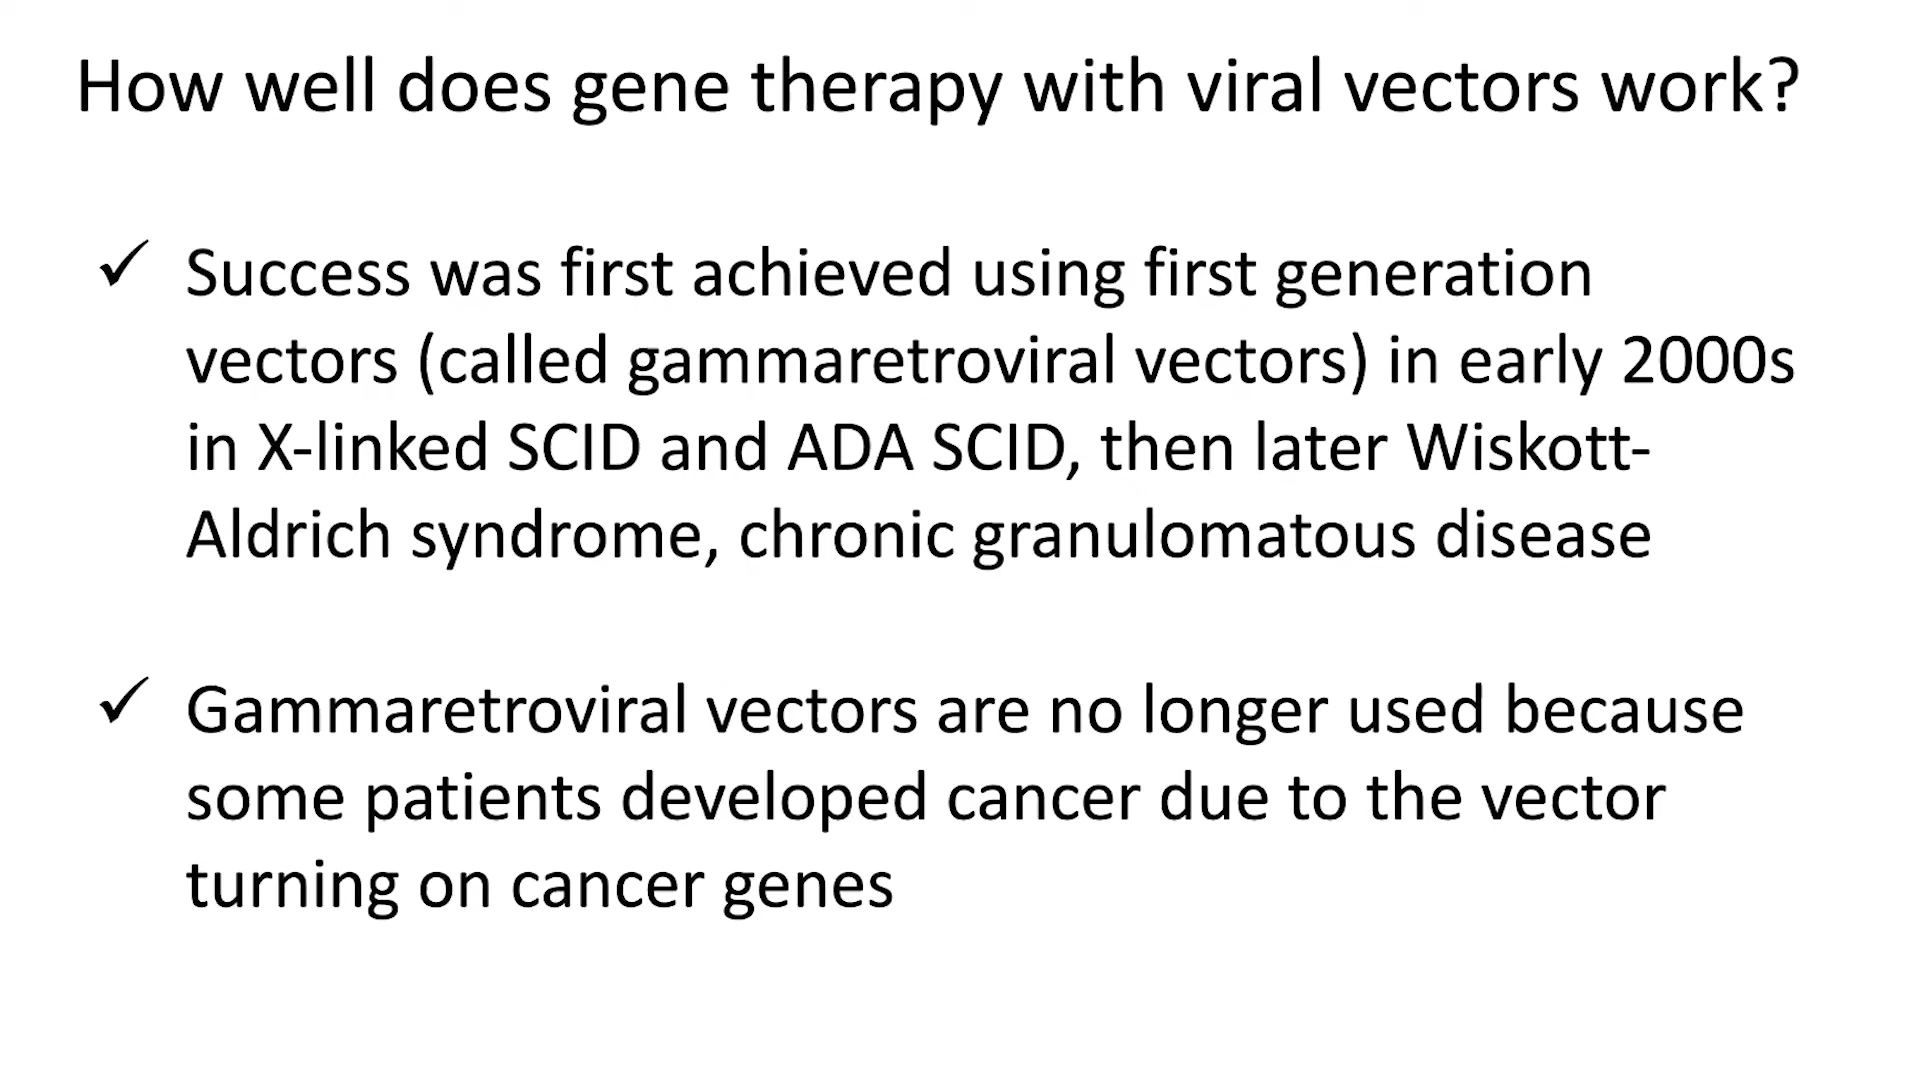 How well does gene therapy with viral vectors work?
✓ Success was first achieved using first generation
vectors (called gammaretroviral vectors) in early 2000s
in X-linked SCID and ADA SCID, then later Wiskott-
Aldrich syndrome, chronic granulomatous disease
✓ Gammaretroviral vectors are no longer used because
some patients developed cancer due to the vector
turning on cancer genes